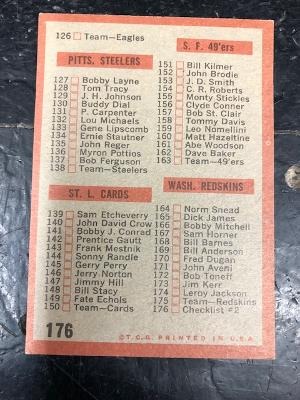 126 Team-Eagles
PITTS. STEELERS
127 Bobby Layne
128 Tom Tracy
129 J. H. Johnson
130 Buddy Dial
131 P. Carpenter
132 Lou Michaels
133 Gene Lipscomb
134 Ernie Stautner
135 John Reger
136 Myron Pottios
137 Bob Ferguson
138 Team-Steelers
ST. L. CARDS
139 Sam Etcheverry
140 John David Crow
141 Bobby J. Conrad
142 Prentice Gautt
143 Frank Mestnik
144 Sonny Randle
145 Gerry Perry
146 Jerry Norton
147 Jimmy Hill
148 Bill Stacy
149 Fate Echols
150 Team-Cards
176
S. F. 49'ers
151 Bill Kilmer
152 John Brodie
153 J. D. Smith
154 C. R. Roberts
155 Monty Stickles
156 Clyde Conner
157 Bob St. Clair
158 Tommy Davis
159 Leo Nomellini
160 Matt Hazeltine
161 Abe Woodson
162 Dave Baker
163 Team-49'ers
WASH. REDSKINS
164 Norm Snead
165 Dick James
166 Bobby Mitchell
167 Sam Horner
168 Bill Barnes
169 Bill Anderson
170 Fred Dugan
171 John Aveni
172 Bob Toneff
173 Jim Kerr
174 Leroy Jackson
175 Team-Redskins
176 Checklist #2
©T.C.G. PRINTED IN U.S.A.